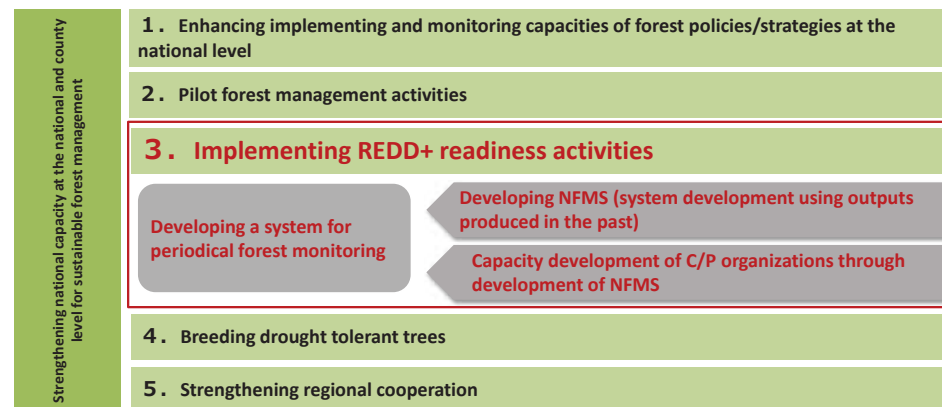 Strengthening national capacity at the national and county
level for sustainable forest management
1. Enhancing implementing and monitoring capacities of forest policies/strategies at the
national level
2. Pilot forest management activities
3. Implementing REDD+ readiness activities
Developing a system for
periodical forest monitoring
Developing NFMS (system development using outputs
produced in the past)
Capacity development of C/P organizations through
development of NFMS
4. Breeding drought tolerant trees
5. Strengthening regional cooperation